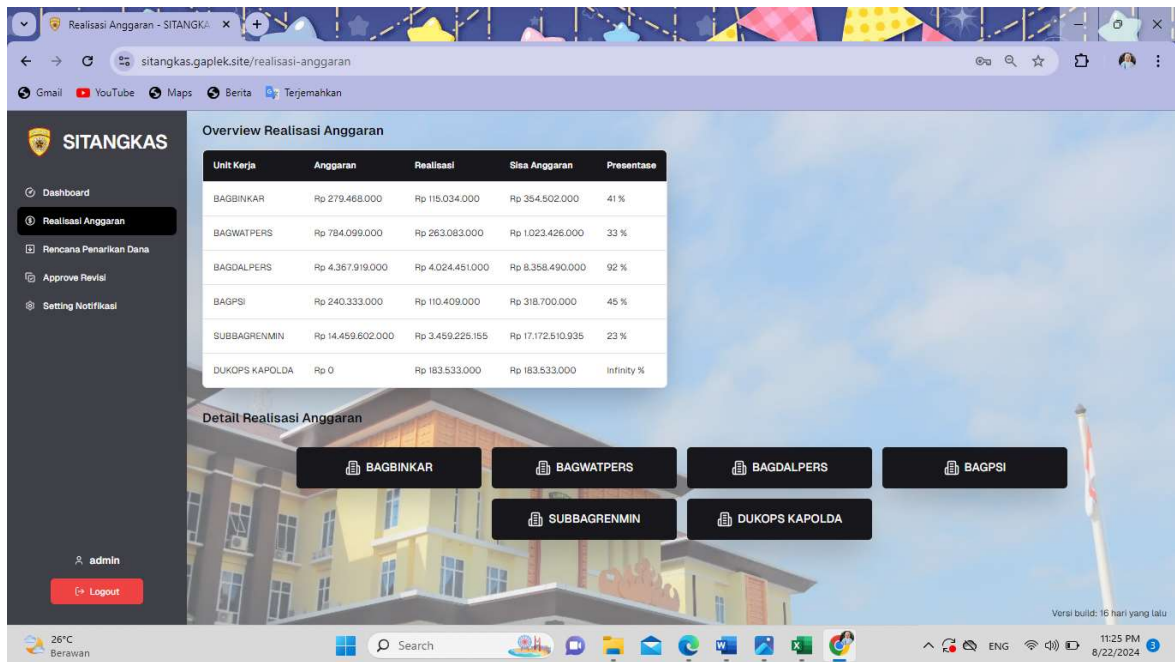 Realisasi Anggaran - SITANGKA
sitangkas.gaplek.site/realisasi-anggaran
Gmail YouTube Maps Berita Terjemahkan
SITANGKAS
Dashboard
Realisasi Anggaran
Rencana Penarikan Dana
Approve Revisi
Setting Notifikasi
admin
Logout
Overview Realisasi Anggaran
Unit Kerja Anggaran Realisasi Sisa Anggaran Presentase
BAGBINKAR Rp 279.468.000 Rp 115.034.000 Rp 354.502.000 41 %
BAGWATPERS Rp 784.099.000 Rp 263.083.000 Rp 1.023.426.000 33 %
BAGDALPERS Rp 4.367.919.000 Rp 4.024.451.000 Rp 8.358.490.000 92 %
BAGPSI Rp 240.333.000 Rp 110.409.000 Rp 318.700.000 45 %
SUBBAGRENMIN Rp 14.459.602.000 Rp 3.459.225.155 Rp 17.172.510.935 23 %
DUKOPS KAPOLDA Rp 0 Rp 183.533.000 Rp 183.533.000 Infinity %
Detail Realisasi Anggaran
BAGBINKAR BAGWATPERS BAGDALPERS BAGPSI
SUBBAGRENMIN DUKOPS KAPOLDA
Versi build: 16 hari yang lalu
26°C
Berawan
Search
ENG
11:25 PM
8/22/2024
3